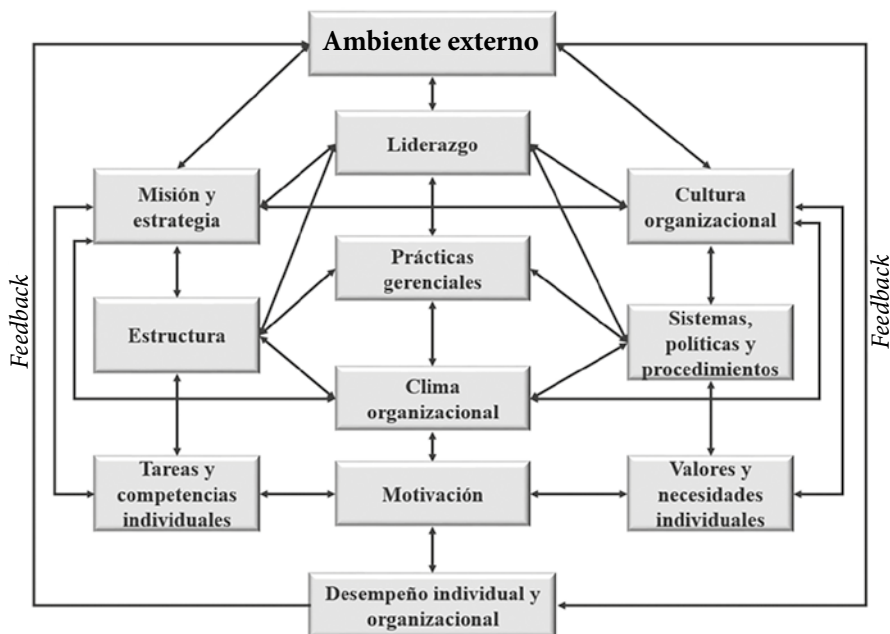 Ambiente externo
Liderazgo
Misión y
estrategia
Cultura
organizacional
Prácticas
gerenciales
Feedback
Feedback
Estructura
Sistemas,
políticas y
procedimientos
Clima
organizacional
Tareas y
competencias
individuales
Motivación
Valores y
necesidades
individuales
Desempeño individual y
organizacional